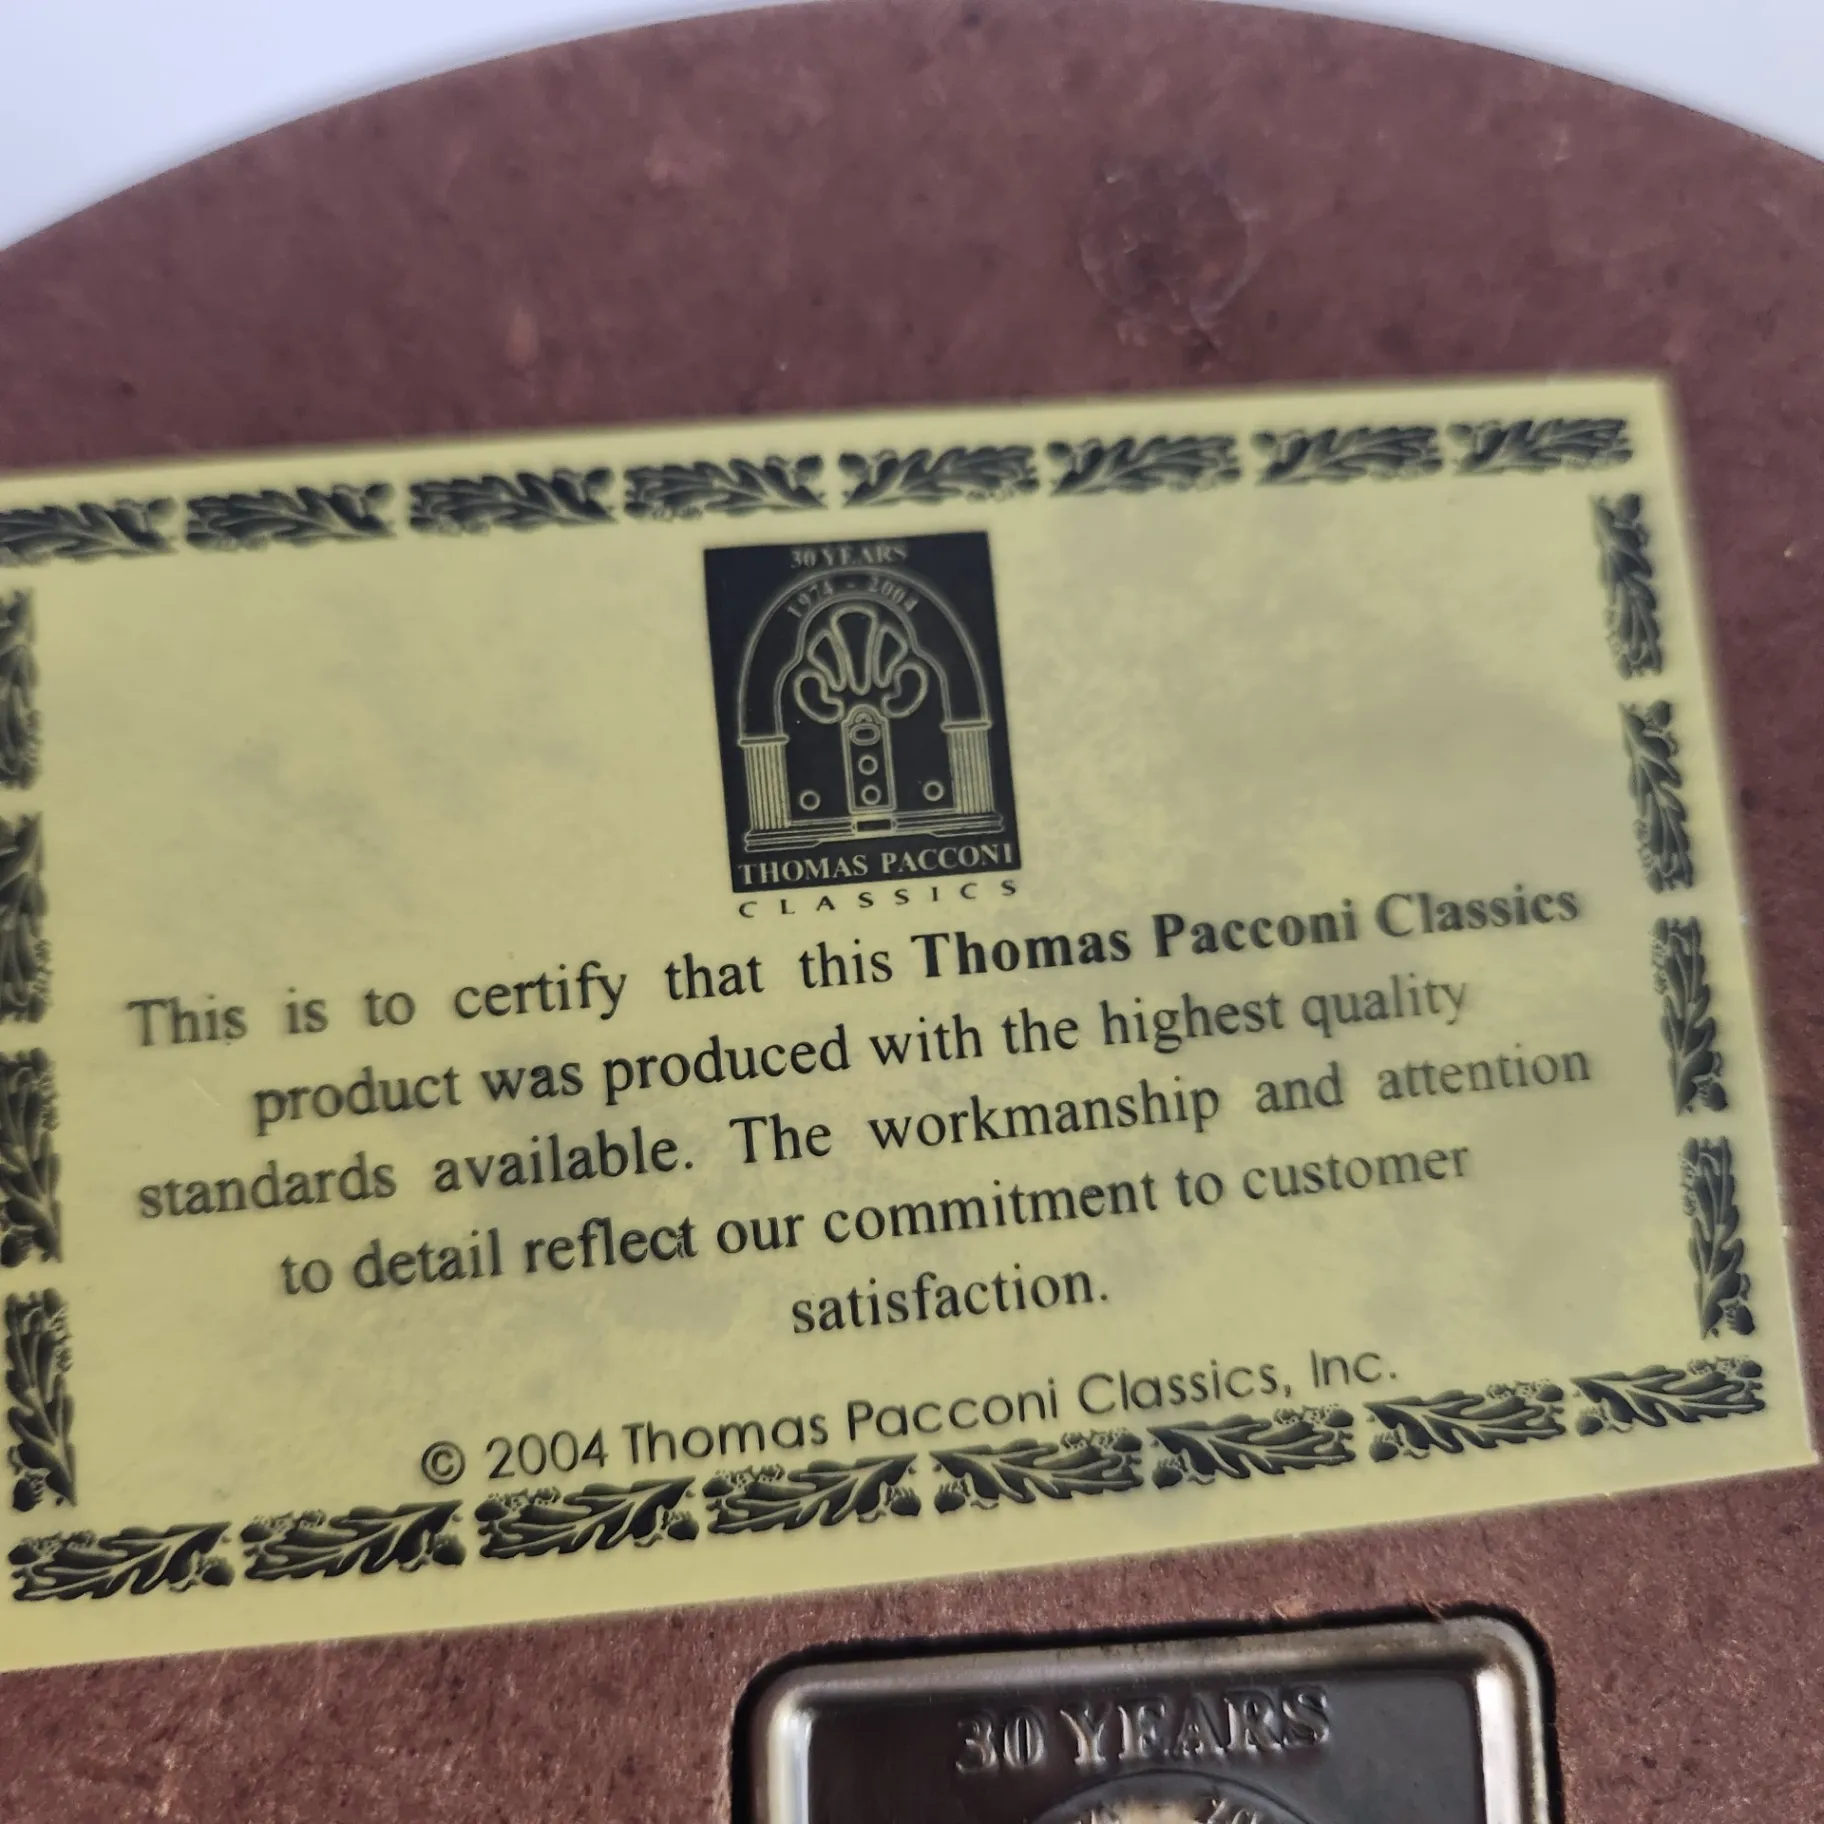 30 YEARS
1974 - 2004
THOMAS PACCONI
CLASSICS
This is to certify that this Thomas Pacconi Classics
product was produced with the highest quality
standards available. The workmanship and attention
to detail reflect our commitment to customer
satisfaction.
© 2004 Thomas Pacconi Classics, Inc.
30 YEARS